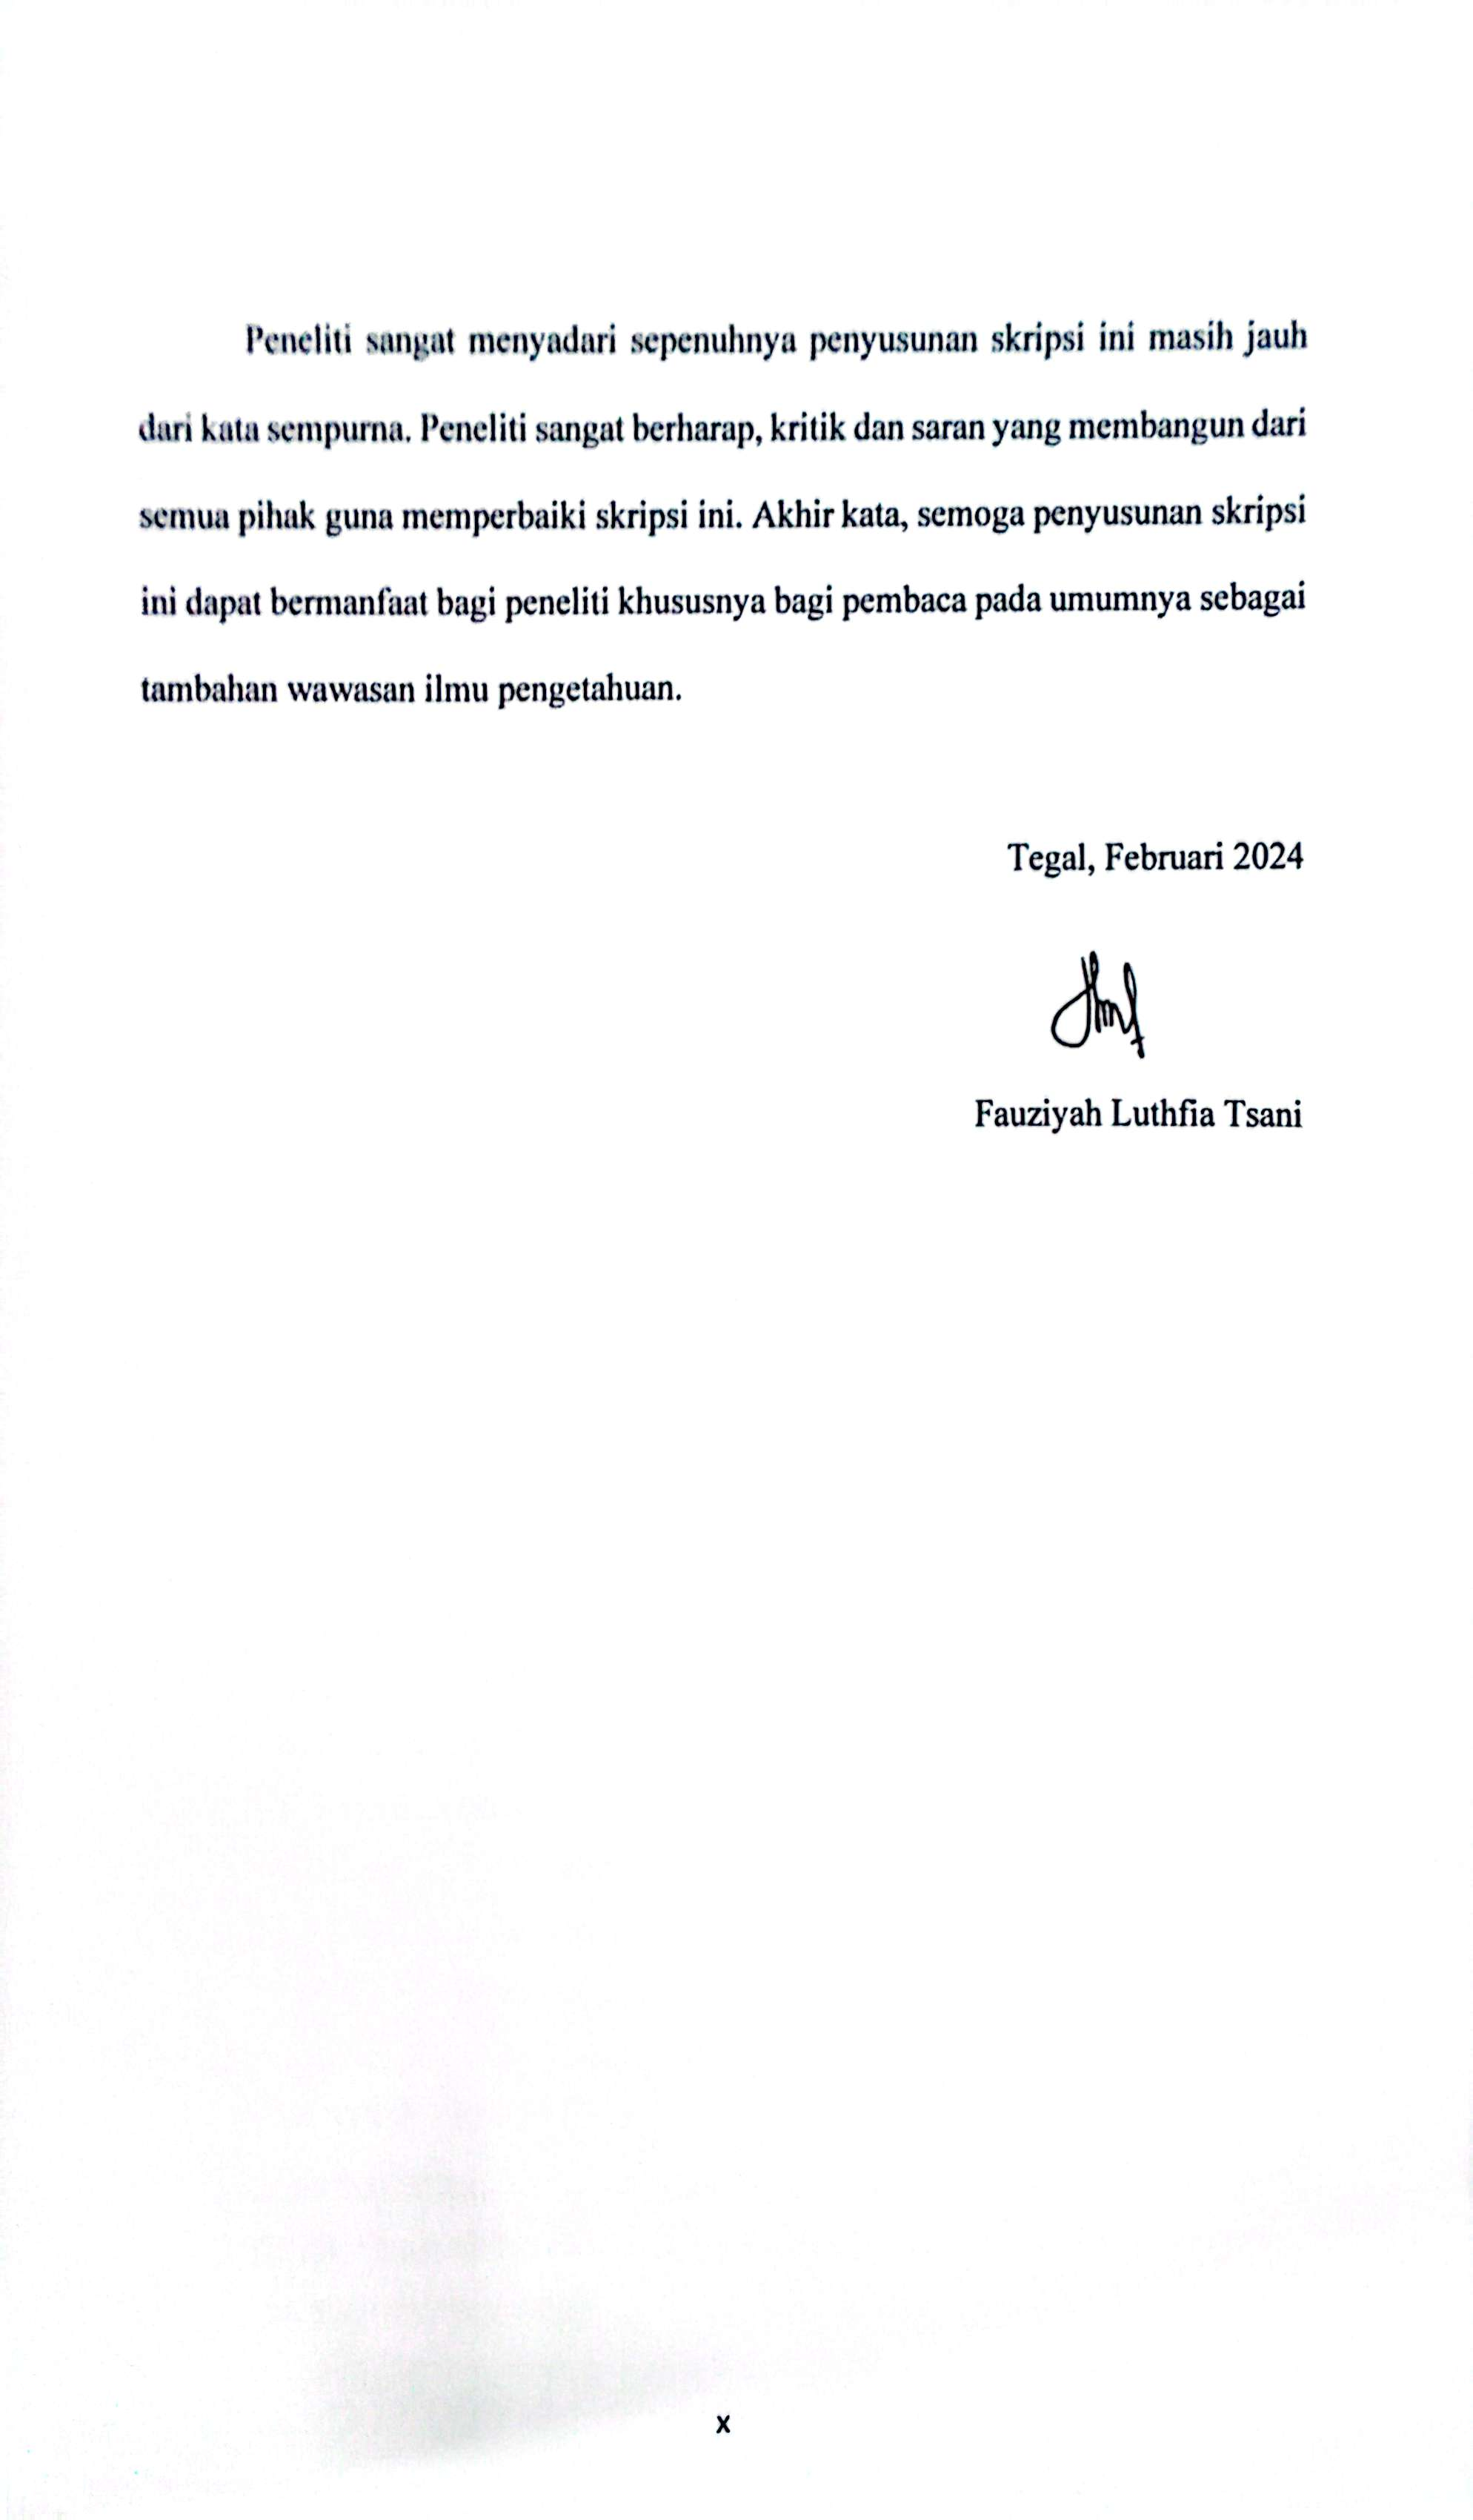 Peneliti sangat menyadari sepenuhnya penyusunan skripsi ini masih jauh
dari kata sempurna. Peneliti sangat berharap, kritik dan saran yang membangun dari
semua pihak guna memperbaiki skripsi ini. Akhir kata, semoga penyusunan skripsi
ini dapat bermanfaat bagi peneliti khususnya bagi pembaca pada umumnya sebagai
tambahan wawasan ilmu pengetahuan.
Tegal, Februari 2024
Fauziyah Luthfia Tsani
x